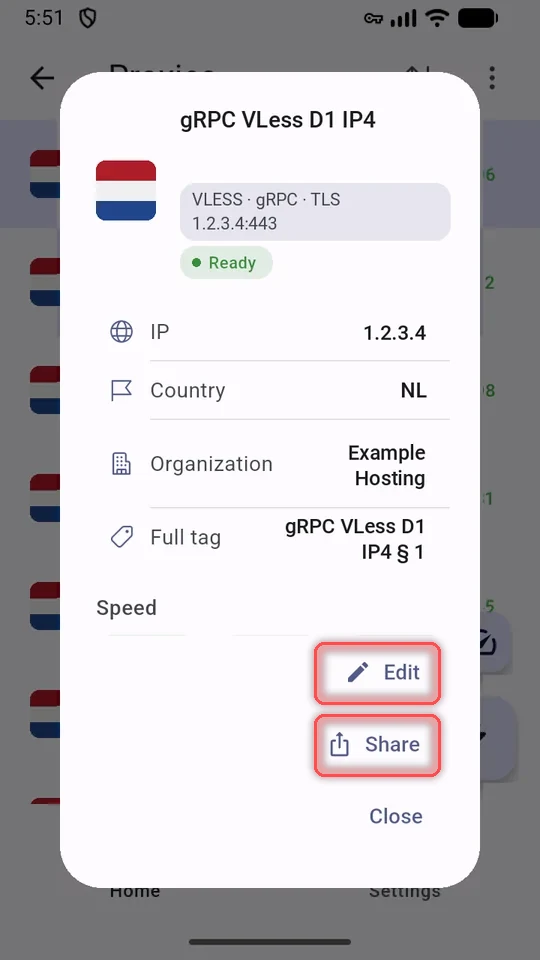 5:51
gRPC VLess D1 IP4
VLESS · gRPC · TLS
1.2.3.4:443
Ready
IP
1.2.3.4
Country
NL
Organization
Example
Hosting
Full tag
gRPC VLess D1
IP4 § 1
Speed
Edit
Share
Close
Home
Settings